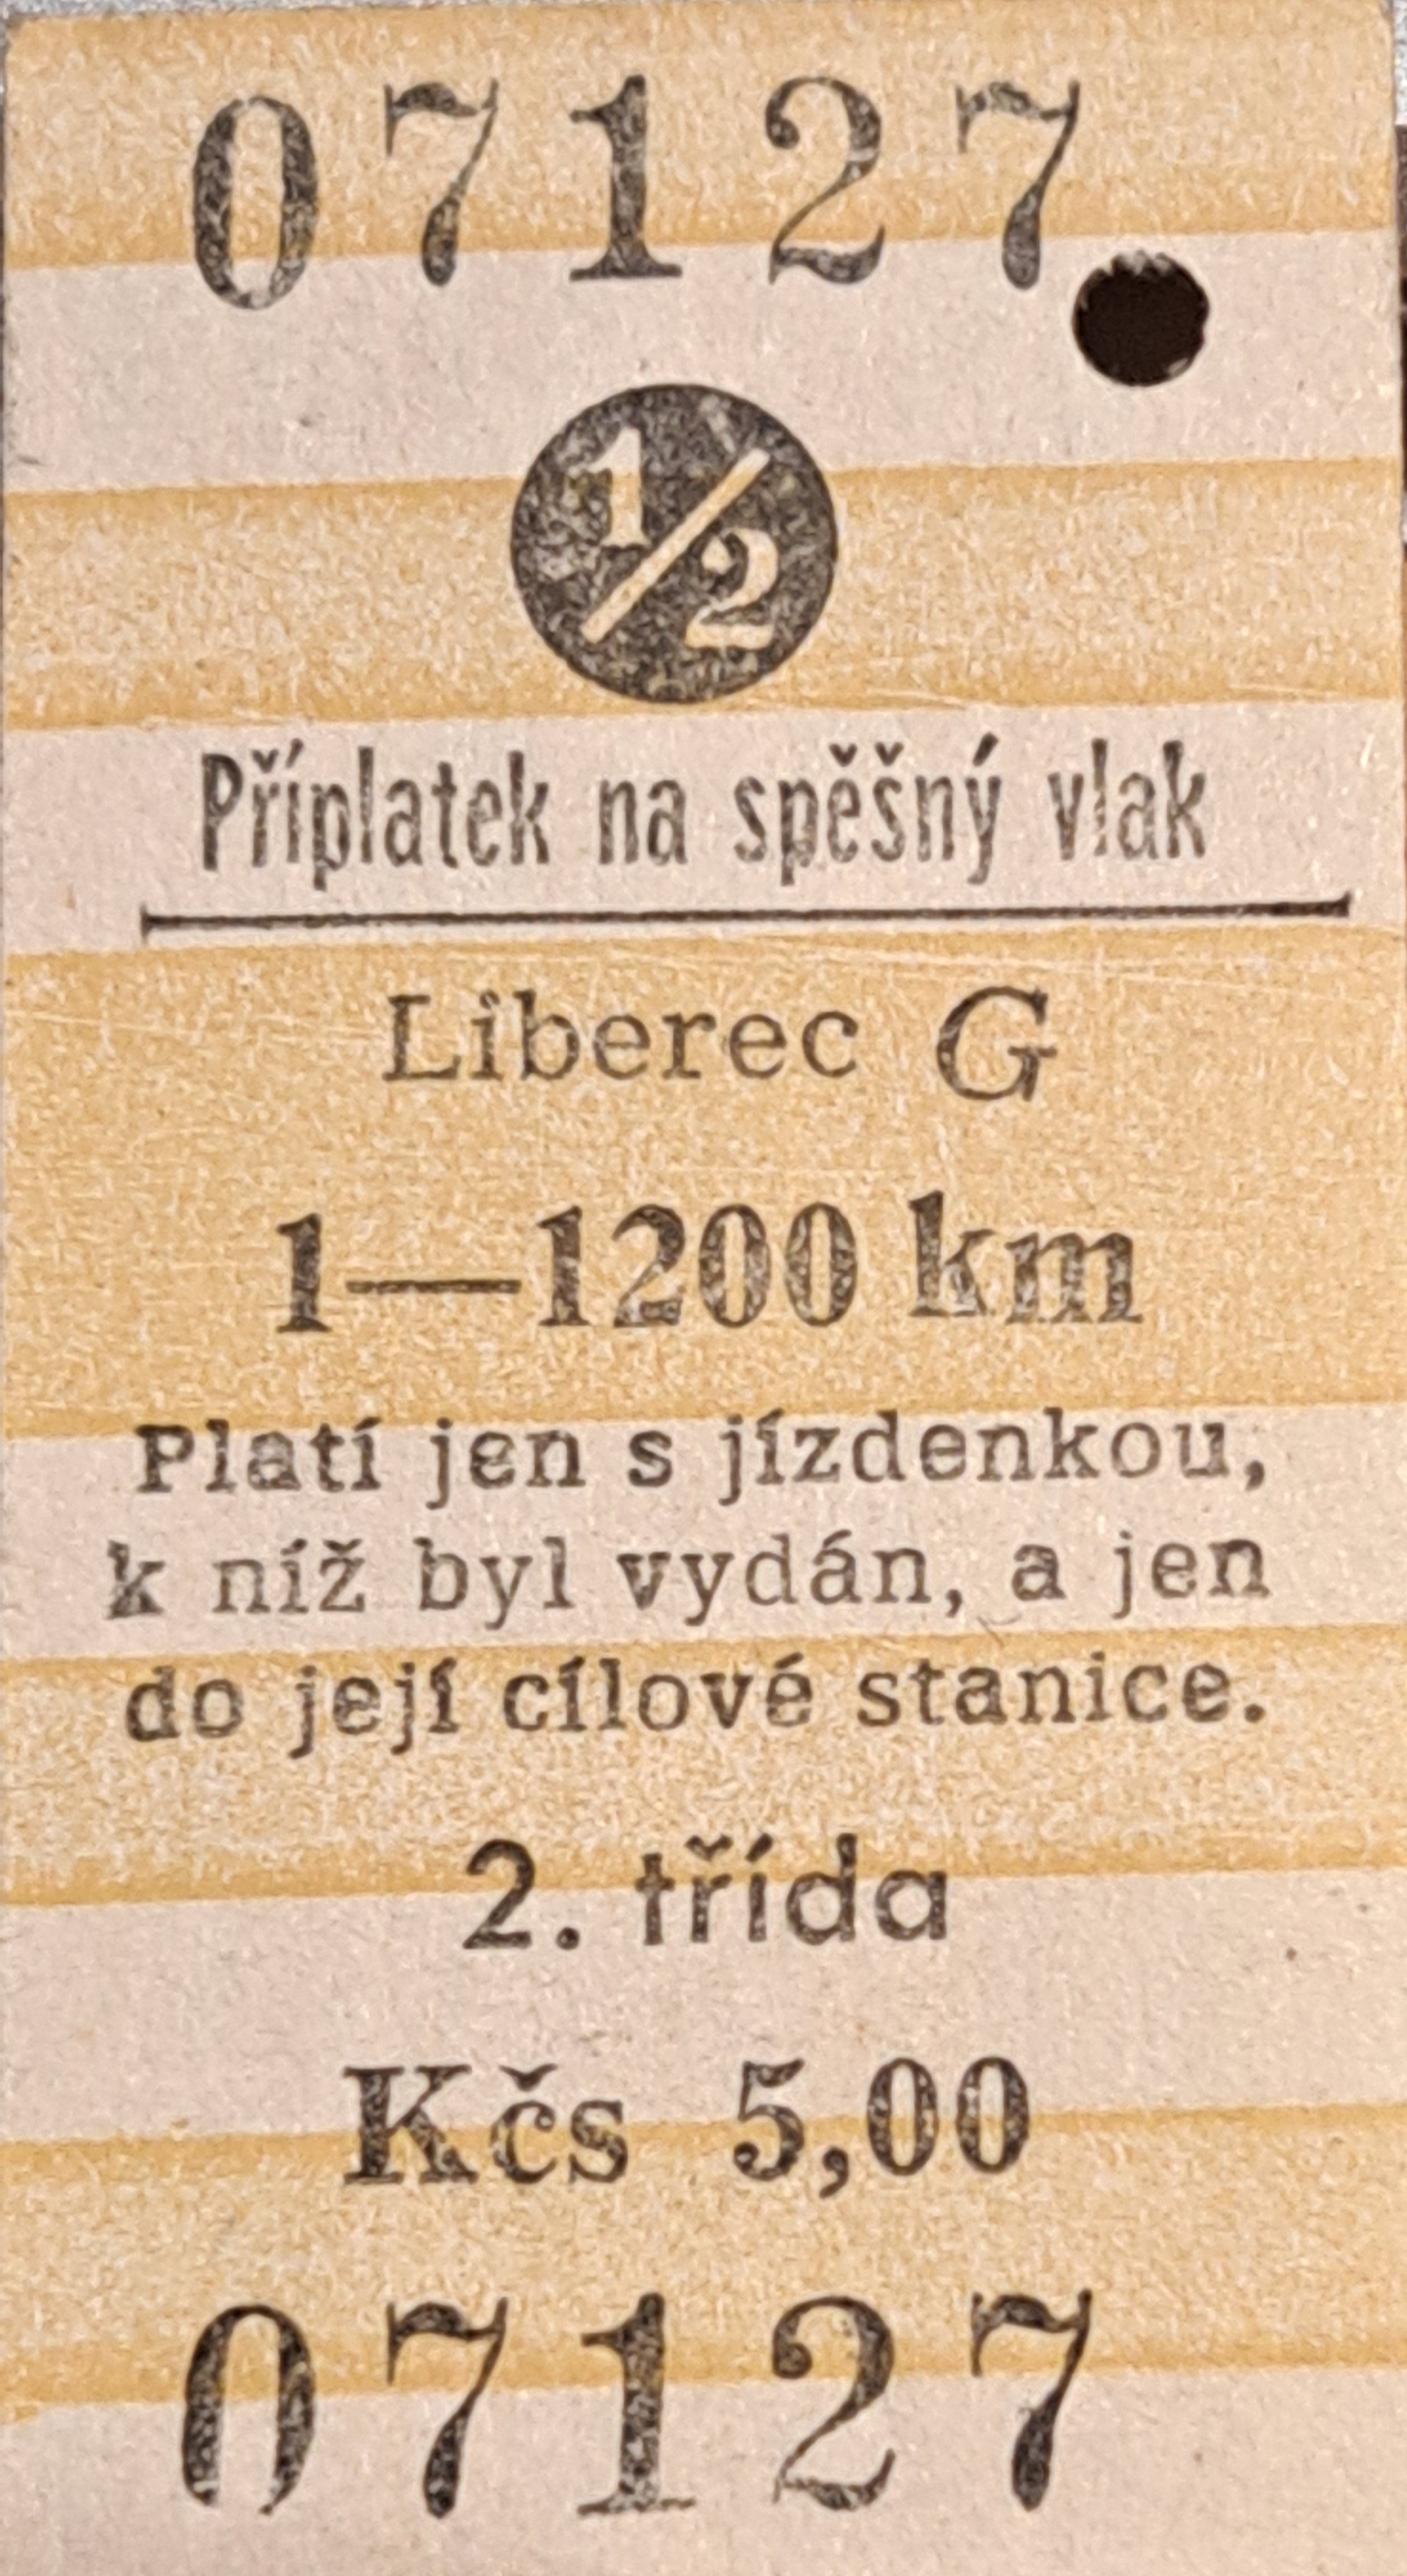 07127
1/2
Příplatek na spěšný vlak
Liberec G
1—1200 km
Platí jen s jízdenkou,
k níž byl vydán, a jen
do její cílové stanice.
2. třída
Kčs 5,00
07127